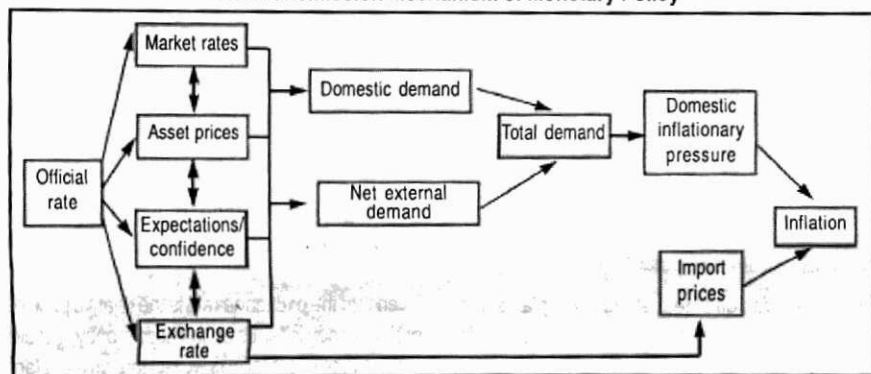 Market rates
Asset prices
Official
rate
Expectations/
confidence
Exchange
rate
Domestic demand
Net external
demand
Total demand
Domestic
inflationary
pressure
Import
prices
Inflation